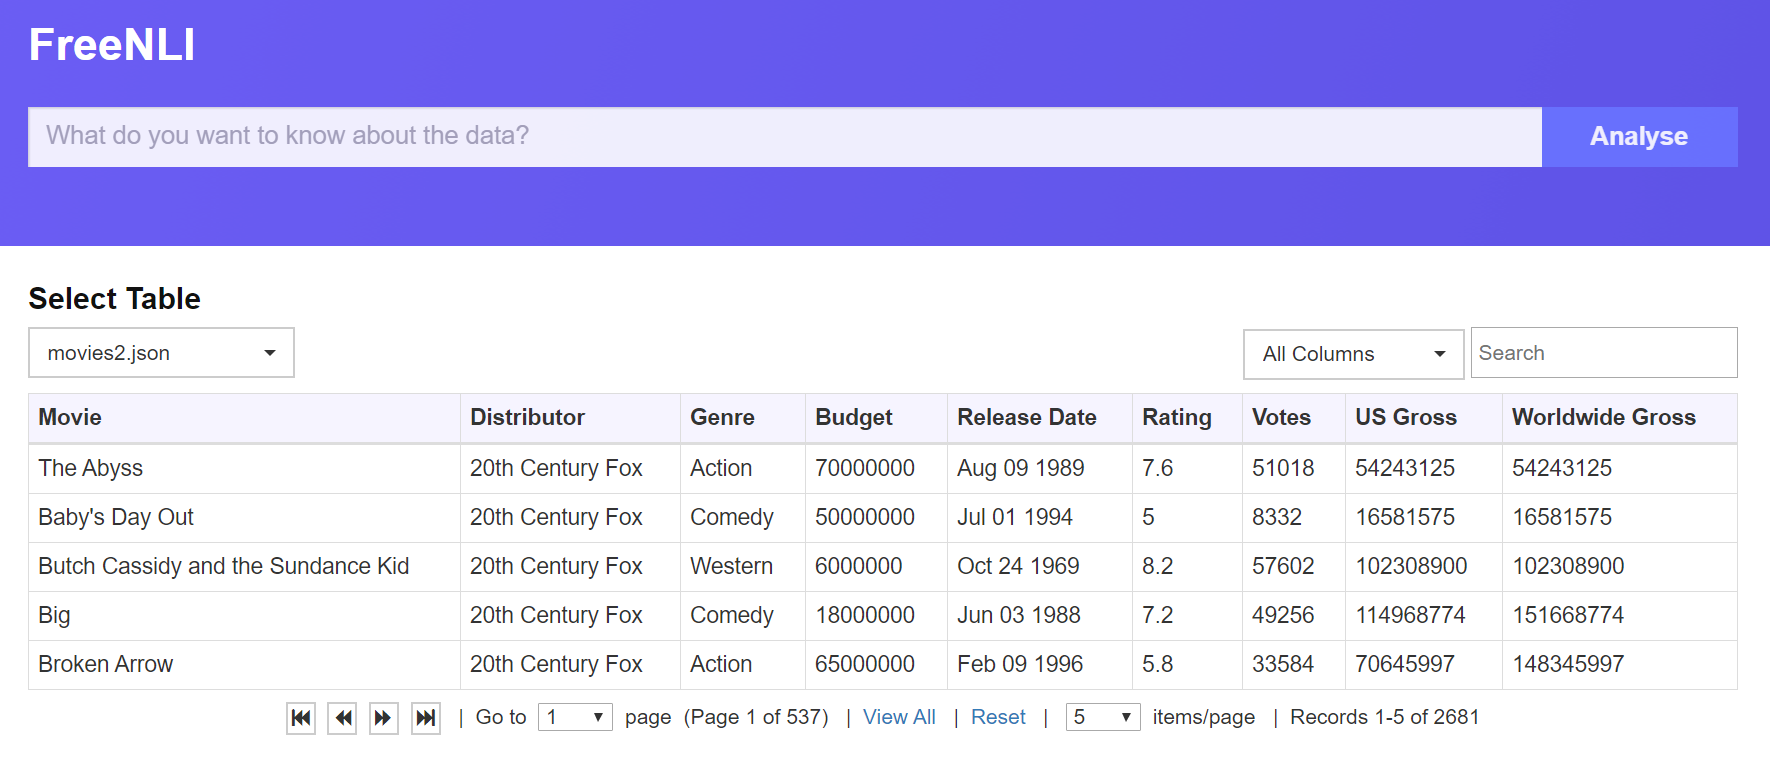 FreeNLI
What do you want to know about the data?
Analyse
Select Table
movies2.json
All Columns
Search
Movie Distributor Genre Budget Release Date Rating Votes US Gross Worldwide Gross
The Abyss 20th Century Fox Action 70000000 Aug 09 1989 7.6 51018 54243125 54243125
Baby's Day Out 20th Century Fox Comedy 50000000 Jul 01 1994 5 8332 16581575 16581575
Butch Cassidy and the Sundance Kid 20th Century Fox Western 6000000 Oct 24 1969 8.2 57602 102308900 102308900
Big 20th Century Fox Comedy 18000000 Jun 03 1988 7.2 49256 114968774 151668774
Broken Arrow 20th Century Fox Action 65000000 Feb 09 1996 5.8 33584 70645997 148345997
| Go to 1 page (Page 1 of 537) | View All | Reset | 5 items/page | Records 1-5 of 2681